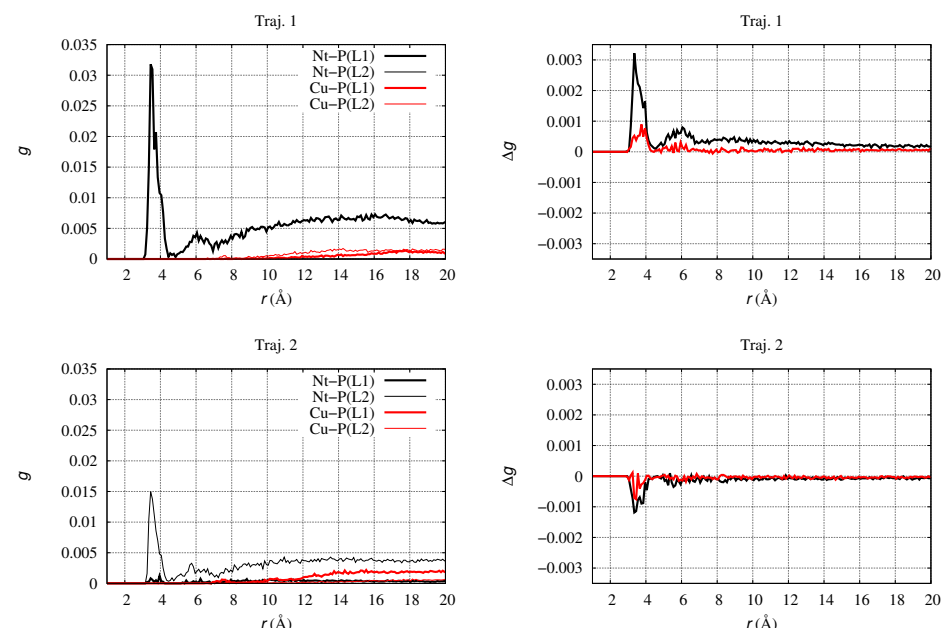 Traj. 1
g
0.035
0.03
0.025
0.02
0.015
0.01
0.005
0
Nt−P(L1)
Nt−P(L2)
Cu−P(L1)
Cu−P(L2)
2 4 6 8 10 12 14 16 18 20
r (Å)
Traj. 1
Δg
0.003
0.002
0.001
0
−0.001
−0.002
−0.003
2 4 6 8 10 12 14 16 18 20
r (Å)
Traj. 2
g
0.035
0.03
0.025
0.02
0.015
0.01
0.005
0
Nt−P(L1)
Nt−P(L2)
Cu−P(L1)
Cu−P(L2)
2 4 6 8 10 12 14 16 18 20
r (Å)
Traj. 2
Δg
0.003
0.002
0.001
0
−0.001
−0.002
−0.003
2 4 6 8 10 12 14 16 18 20
r (Å)